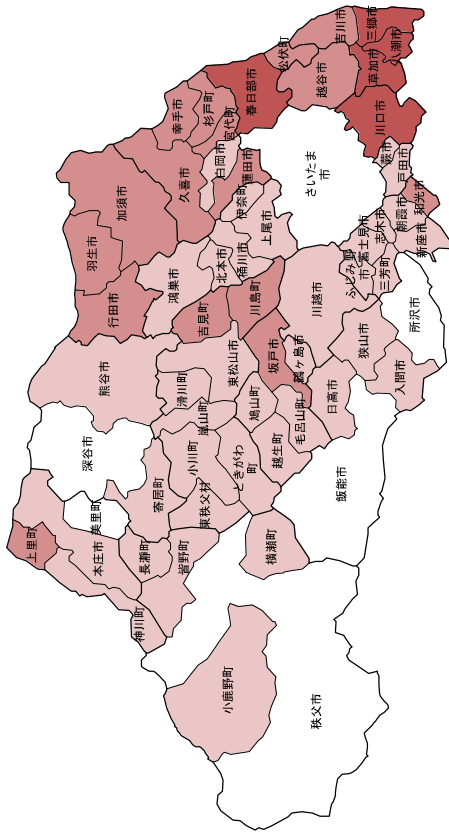 上里町
本庄市
神川町
美里町
深谷市
熊谷市
行田市
羽生市
加須市
長瀞町
皆野町
寄居町
小川町
嵐山町
滑川町
吉見町
鴻巣市
久喜市
幸手市
杉戸町
宮代町
白岡市
蓮田市
伊奈町
北本市
桶川市
上尾市
春日部市
東秩父村
ときがわ
町
鳩山町
東松山市
川島町
坂戸市
鶴ヶ島市
毛呂山町
越生町
小鹿野町
秩父市
横瀬町
飯能市
日高市
川越市
狭山市
入間市
所沢市
ふじみ野
市
富士見市
三芳町
志木市
朝霞市
新座市
和光市
さいたま
市
蕨市
戸田市
川口市
越谷市
松伏町
吉川市
草加市
八潮市
三郷市